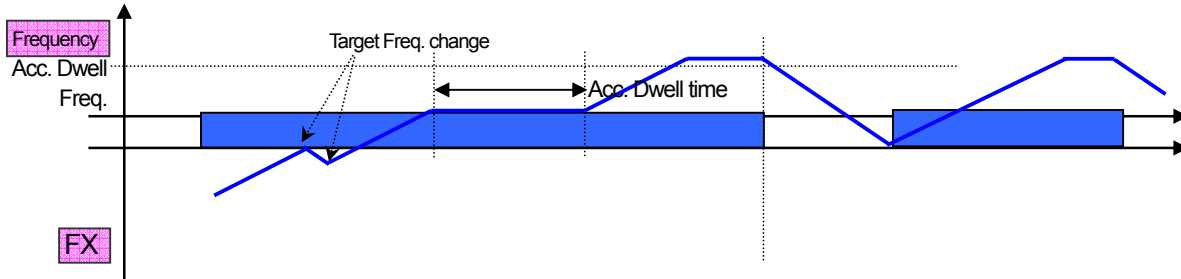 Frequency
Target Freq. change
Acc. Dwell
Freq.
Acc. Dwell time
FX